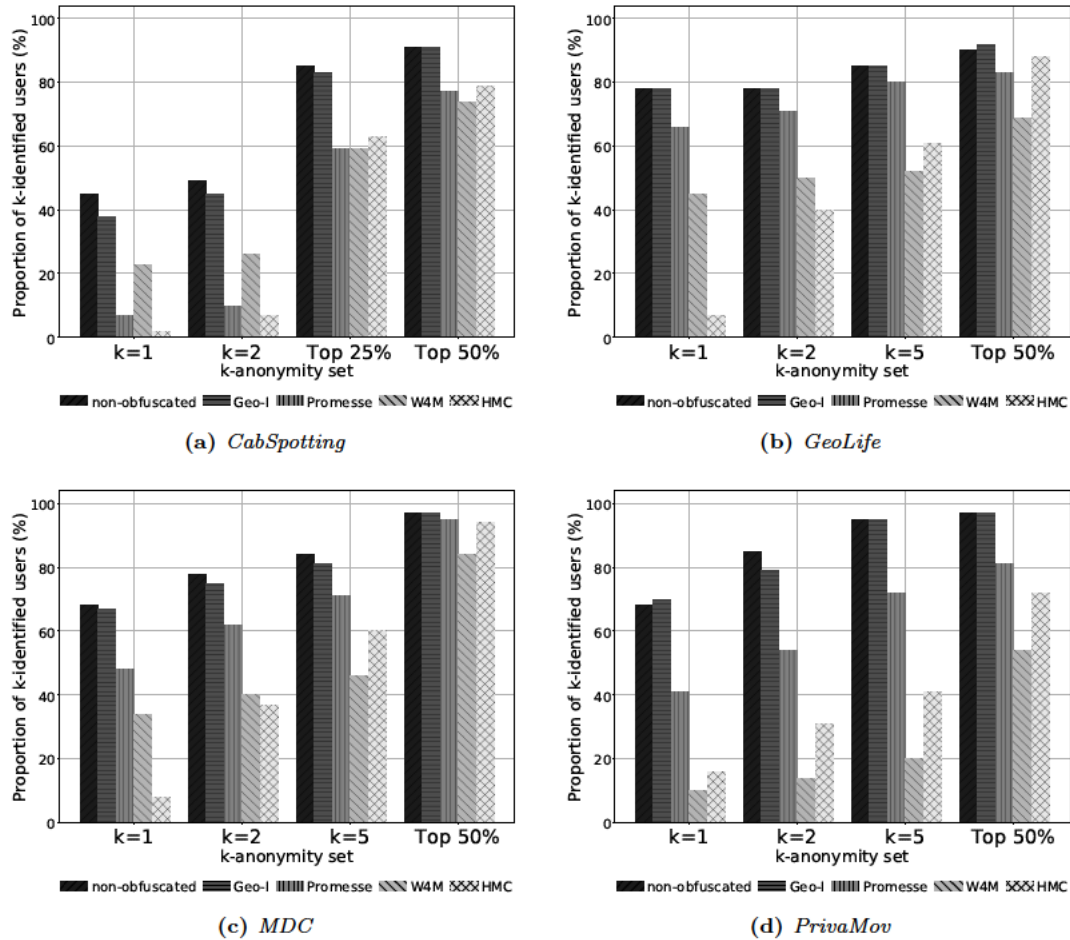 Proportion of k-identified users (%)
100
80
60
40
20
0
k=1 k=2 Top 25% Top 50%
k-anonymity set
non-obfuscated Geo-I Promesse W4M HMC
(a) CabSpotting
Proportion of k-identified users (%)
100
80
60
40
20
0
k=1 k=2 k=5 Top 50%
k-anonymity set
non-obfuscated Geo-I Promesse W4M HMC
(b) GeoLife
Proportion of k-identified users (%)
100
80
60
40
20
0
k=1 k=2 k=5 Top 50%
k-anonymity set
non-obfuscated Geo-I Promesse W4M HMC
(c) MDC
Proportion of k-identified users (%)
100
80
60
40
20
0
k=1 k=2 k=5 Top 50%
k-anonymity set
non-obfuscated Geo-I Promesse W4M HMC
(d) PrivaMov